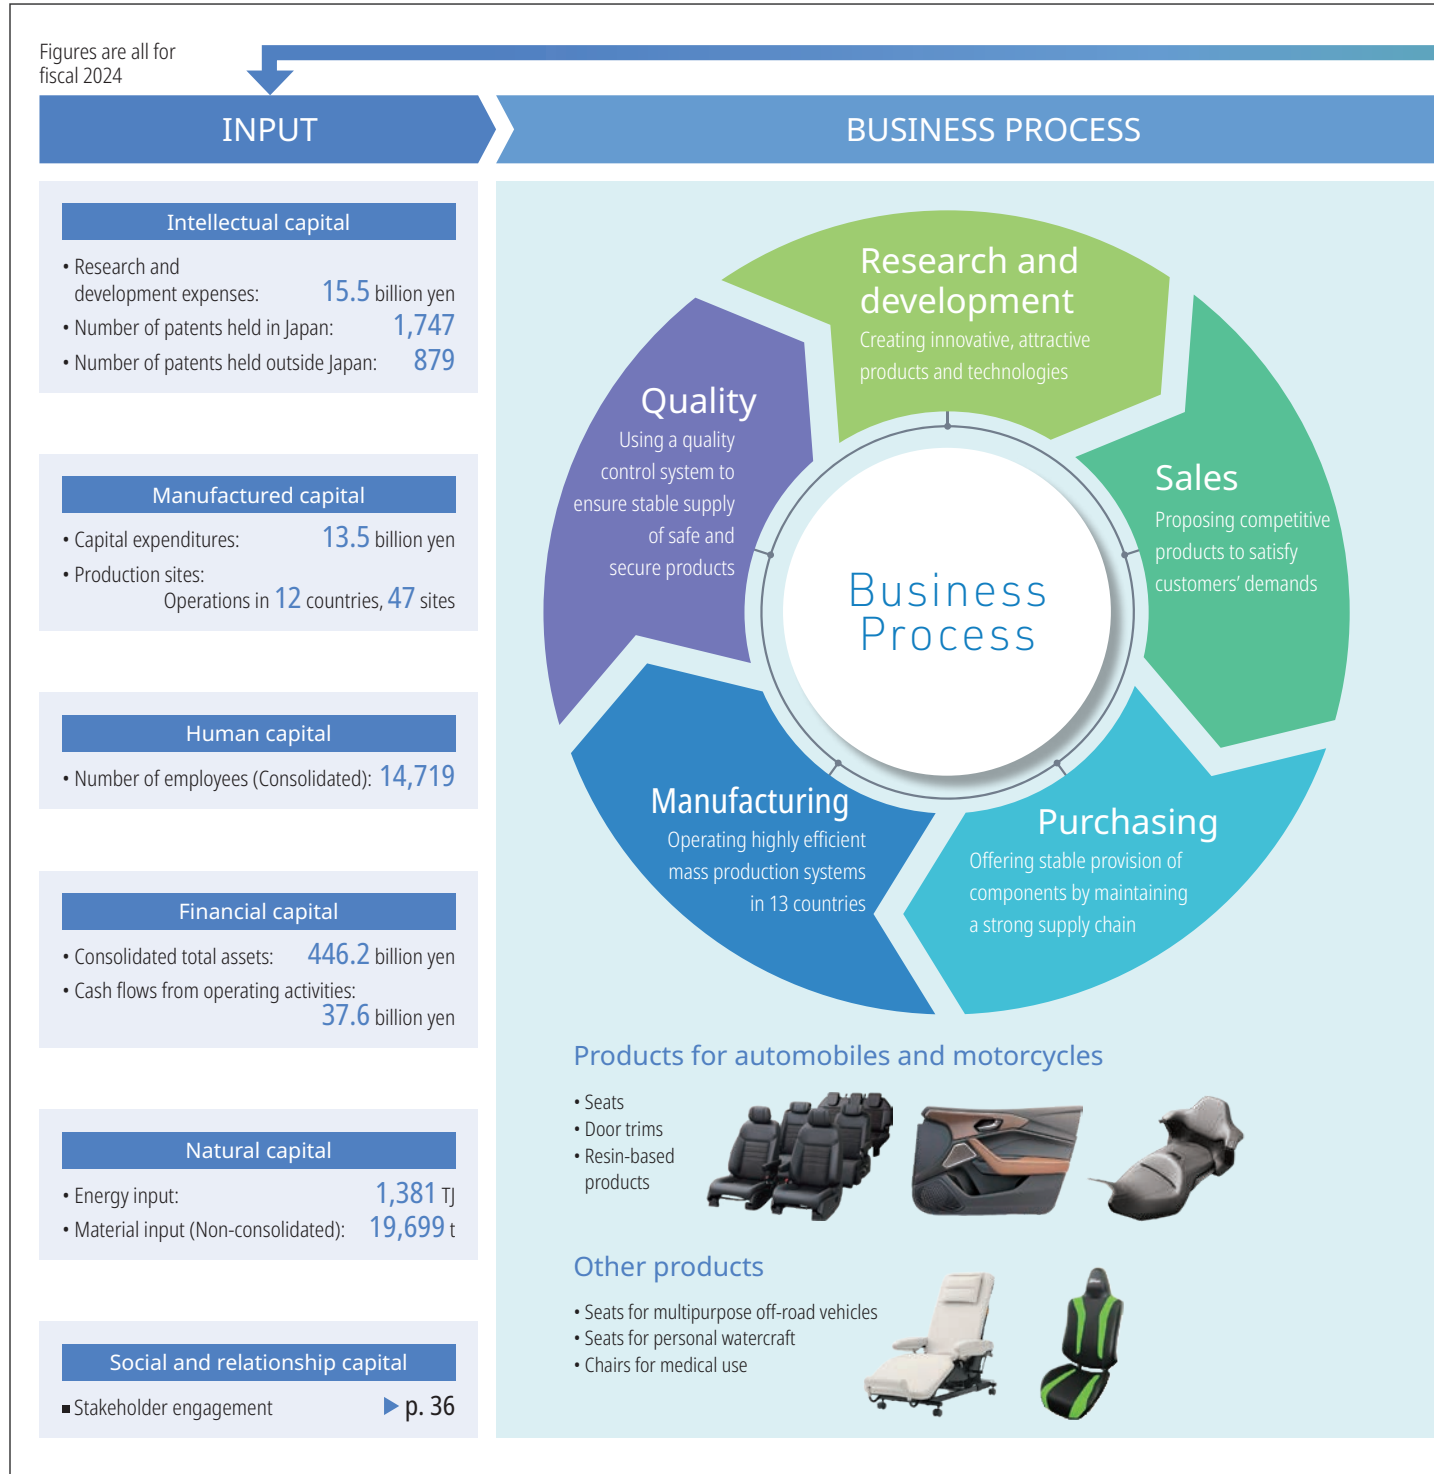 Figures are all for
fiscal 2024
INPUT
BUSINESS PROCESS
Intellectual capital
• Research and
development expenses: 15.5 billion yen
• Number of patents held in Japan: 1,747
• Number of patents held outside Japan: 879
Manufactured capital
• Capital expenditures: 13.5 billion yen
• Production sites:
Operations in 12 countries, 47 sites
Human capital
• Number of employees (Consolidated): 14,719
Financial capital
• Consolidated total assets: 446.2 billion yen
• Cash flows from operating activities:
37.6 billion yen
Natural capital
• Energy input: 1,381 TJ
• Material input (Non-consolidated): 19,699 t
Social and relationship capital
■ Stakeholder engagement ▶ p. 36
Research and
development
Creating innovative, attractive
products and technologies
Sales
Proposing competitive
products to satisfy
customers’ demands
Purchasing
Offering stable provision of
components by maintaining
a strong supply chain
Manufacturing
Operating highly efficient
mass production systems
in 13 countries
Quality
Using a quality
control system to
ensure stable supply
of safe and
secure products
Business
Process
Products for automobiles and motorcycles
• Seats
• Door trims
• Resin-based
products
Other products
• Seats for multipurpose off-road vehicles
• Seats for personal watercraft
• Chairs for medical use